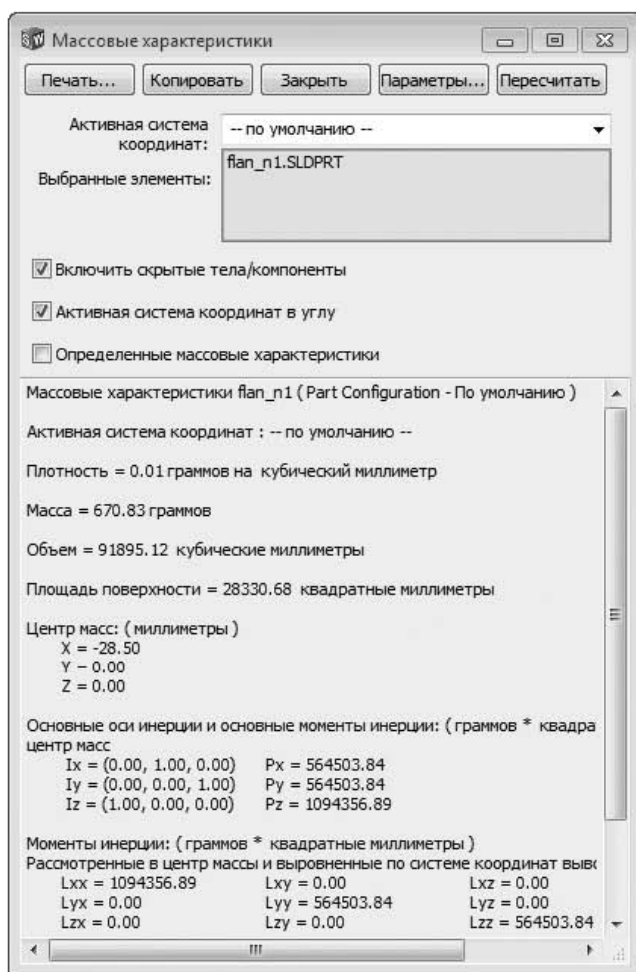 SW Массовые характеристики
Печать... Копировать Закрыть Параметры... Пересчитать
Активная система координат: -- по умолчанию --
Выбранные элементы: flan_n1.SLDPRT
Включить скрытые тела/компоненты
Активная система координат в углу
Определенные массовые характеристики
Массовые характеристики flan_n1 ( Part Configuration - По умолчанию )
Активная система координат : -- по умолчанию --
Плотность = 0.01 граммов на кубический миллиметр
Масса = 670.83 граммов
Объем = 91895.12 кубические миллиметры
Площадь поверхности = 28330.68 квадратные миллиметры
Центр масс: ( миллиметры )
X = -28.50
Y = 0.00
Z = 0.00
Основные оси инерции и основные моменты инерции: ( граммов * квадра
центр масс
Ix = (0.00, 1.00, 0.00) Px = 564503.84
Iy = (0.00, 0.00, 1.00) Py = 564503.84
Iz = (1.00, 0.00, 0.00) Pz = 1094356.89
Моменты инерции: ( граммов * квадратные миллиметры )
Рассмотренные в центр массы и выровненные по системе координат выво
Lxx = 1094356.89 Lxy = 0.00 Lxz = 0.00
Lyx = 0.00 Lyy = 564503.84 Lyz = 0.00
Lzx = 0.00 Lzy = 0.00 Lzz = 564503.84